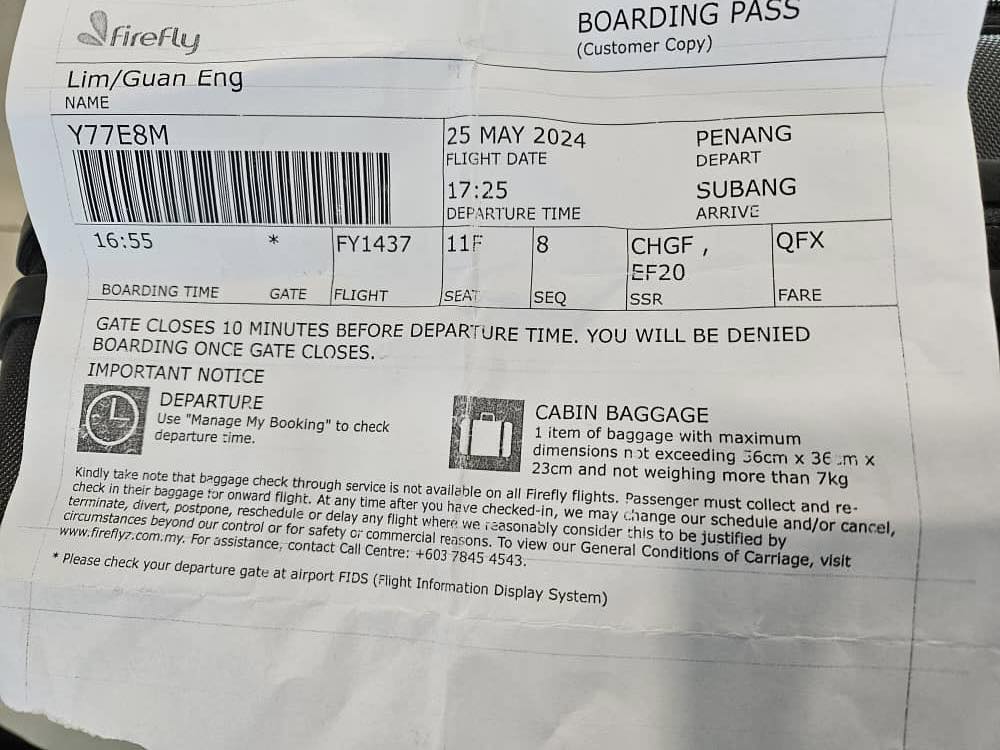 firefly
BOARDING PASS
(Customer Copy)
Lim/Guan Eng
NAME
Y77E8M
25 MAY 2024
FLIGHT DATE
PENANG
DEPART
17:25
DEPARTURE TIME
SUBANG
ARRIVE
16:55
BOARDING TIME
*
GATE
FY1437
FLIGHT
11F
SEAT
8
SEQ
CHGF ,
EF20
SSR
QFX
FARE
GATE CLOSES 10 MINUTES BEFORE DEPARTURE TIME. YOU WILL BE DENIED
BOARDING ONCE GATE CLOSES.
IMPORTANT NOTICE
DEPARTURE
Use "Manage My Booking" to check
departure time.
CABIN BAGGAGE
1 item of baggage with maximum
dimensions not exceeding 56cm x 36cm x
23cm and not weighing more than 7kg
Kindly take note that baggage check through service is not available on all Firefly flights. Passenger must collect and re-
check in their baggage for onward flight. At any time after you have checked-in, we may change our schedule and/or cancel,
terminate, divert, postpone, reschedule or delay any flight where we reasonably consider this to be justified by
circumstances beyond our control or for safety or commercial reasons. To view our General Conditions of Carriage, visit
www.fireflyz.com.my. For assistance, contact Call Centre: +603 7845 4543.
* Please check your departure gate at airport FIDS (Flight Information Display System)